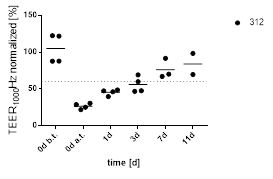 TEER1000Hz normalized [%]
150
100
50
0
0d b.t.
0d a.t.
1d
3d
7d
11d
time [d]
312